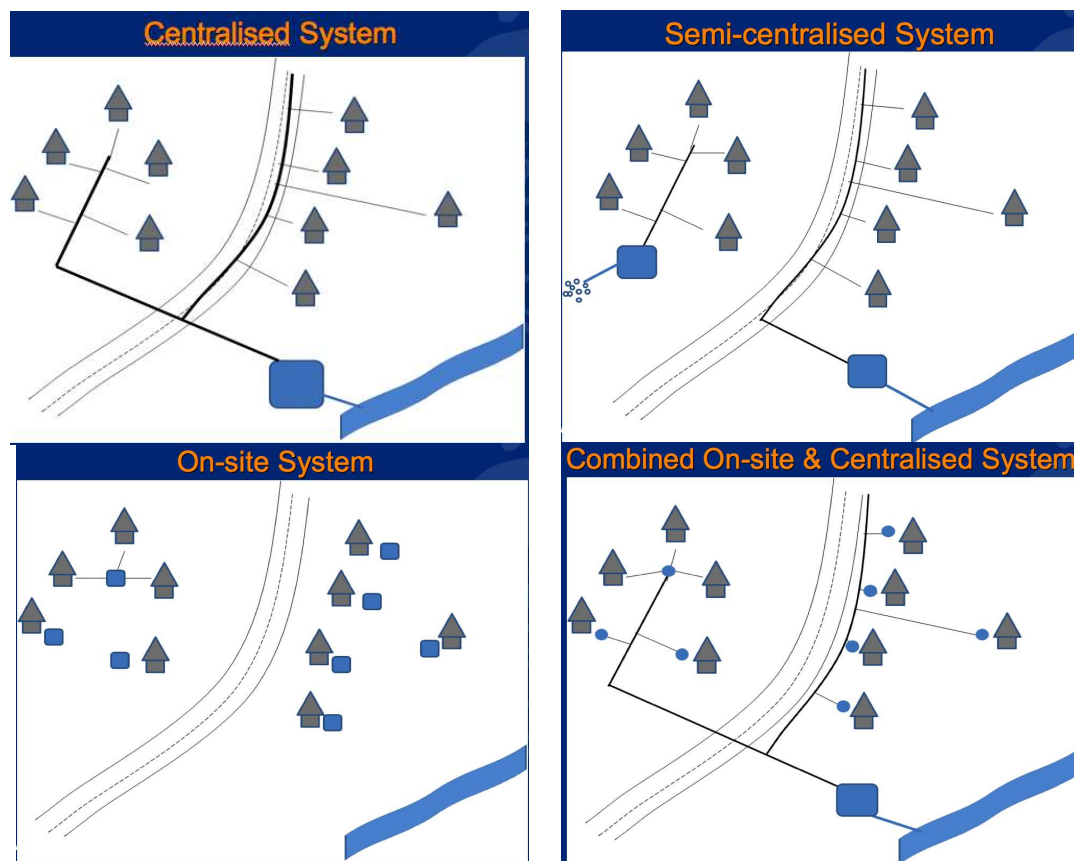 Centralised System
Semi-centralised System
On-site System
Combined On-site & Centralised System